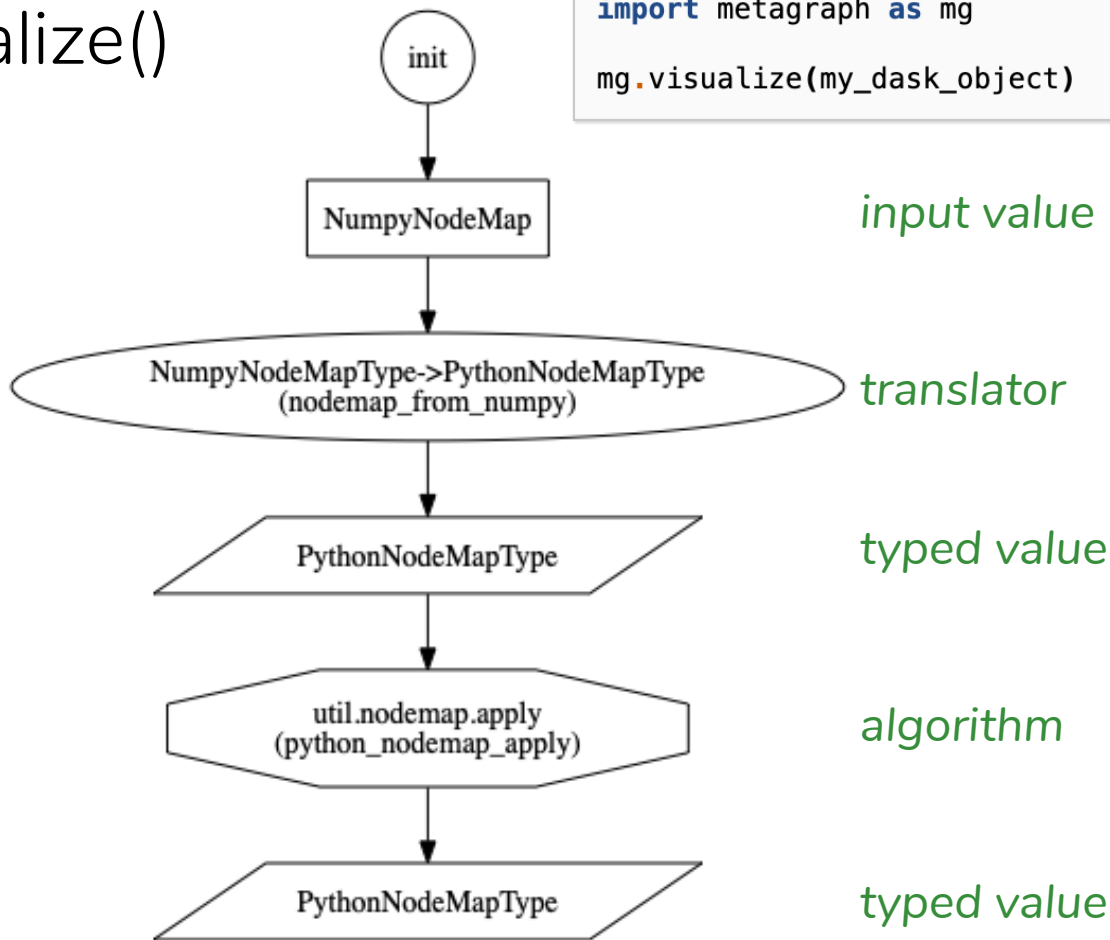 alize()
import metagraph as mg
mg.visualize(my_dask_object)
init
NumpyNodeMap
input value
NumpyNodeMapType->PythonNodeMapType
(nodemap_from_numpy)
translator
PythonNodeMapType
typed value
util.nodemap.apply
(python_nodemap_apply)
algorithm
PythonNodeMapType
typed value